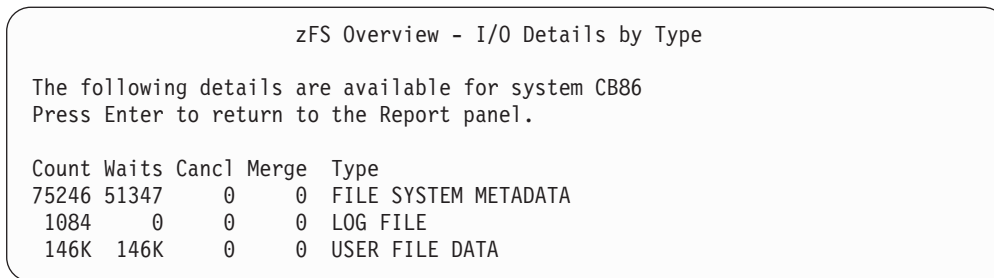 zFS Overview - I/O Details by Type
The following details are available for system CB86
Press Enter to return to the Report panel.
Count Waits Cancl Merge Type
75246 51347 0 0 FILE SYSTEM METADATA
1084 0 0 0 LOG FILE
146K 146K 0 0 USER FILE DATA